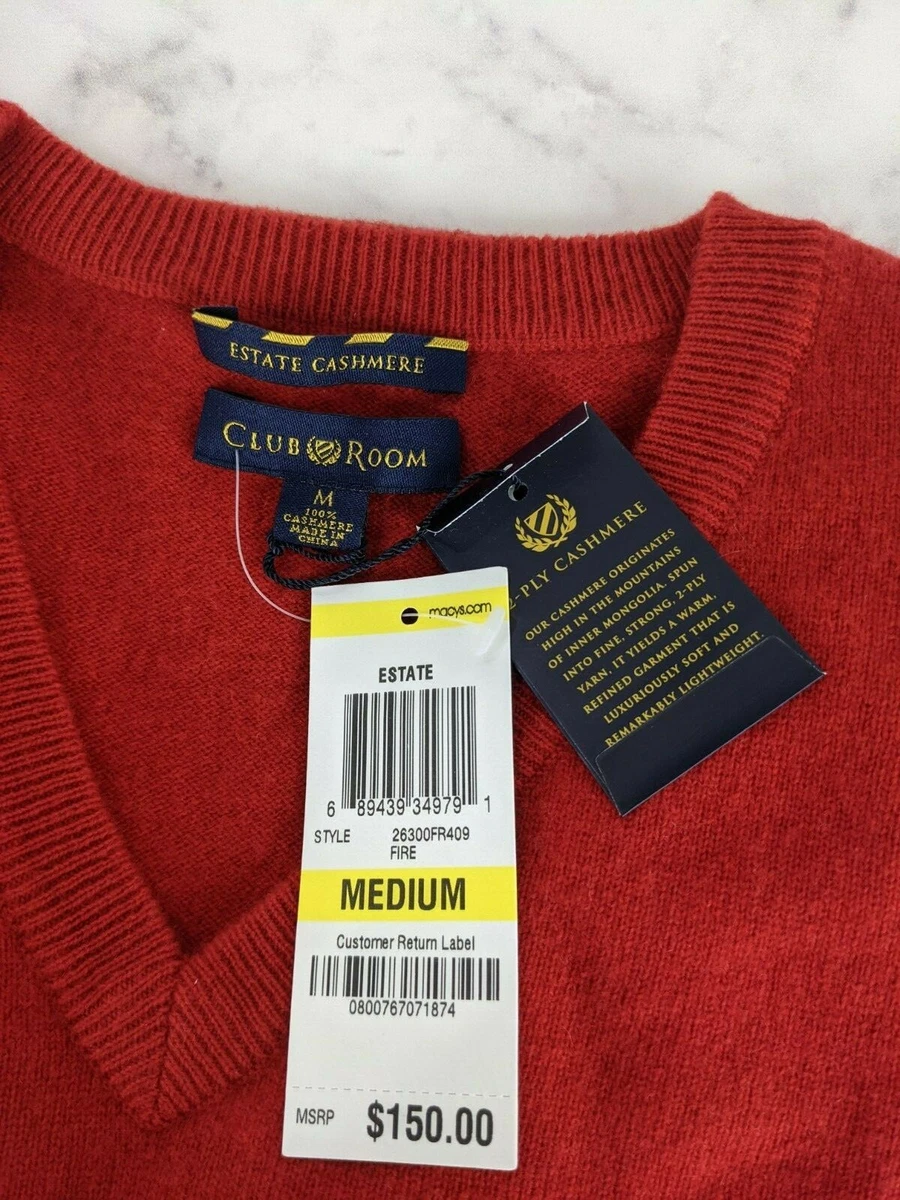 ESTATE CASHMERE
CLUB ROOM
M
100%
CASHMERE
MADE IN
CHINA
2-PLY CASHMERE
OUR CASHMERE ORIGINATES
HIGH IN THE MOUNTAINS
OF INNER MONGOLIA. SPUN
INTO FINE, STRONG, 2-PLY
YARN, IT YIELDS A WARM,
REFINED GARMENT THAT IS
LUXURIOUSLY SOFT AND
REMARKABLY LIGHTWEIGHT.
macys.com
ESTATE
6 89439 34979 1
STYLE 26300FR409
FIRE
MEDIUM
Customer Return Label
0800767071874
MSRP $150.00